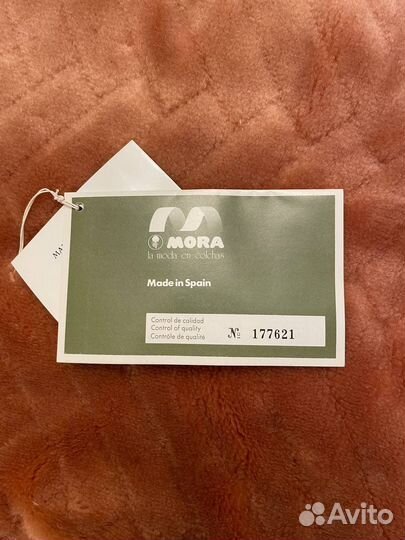 MORA
la moda en colchas
Made in Spain
Control de calidad
Control of quality
Contrôle de qualité
№ 177621
Avito